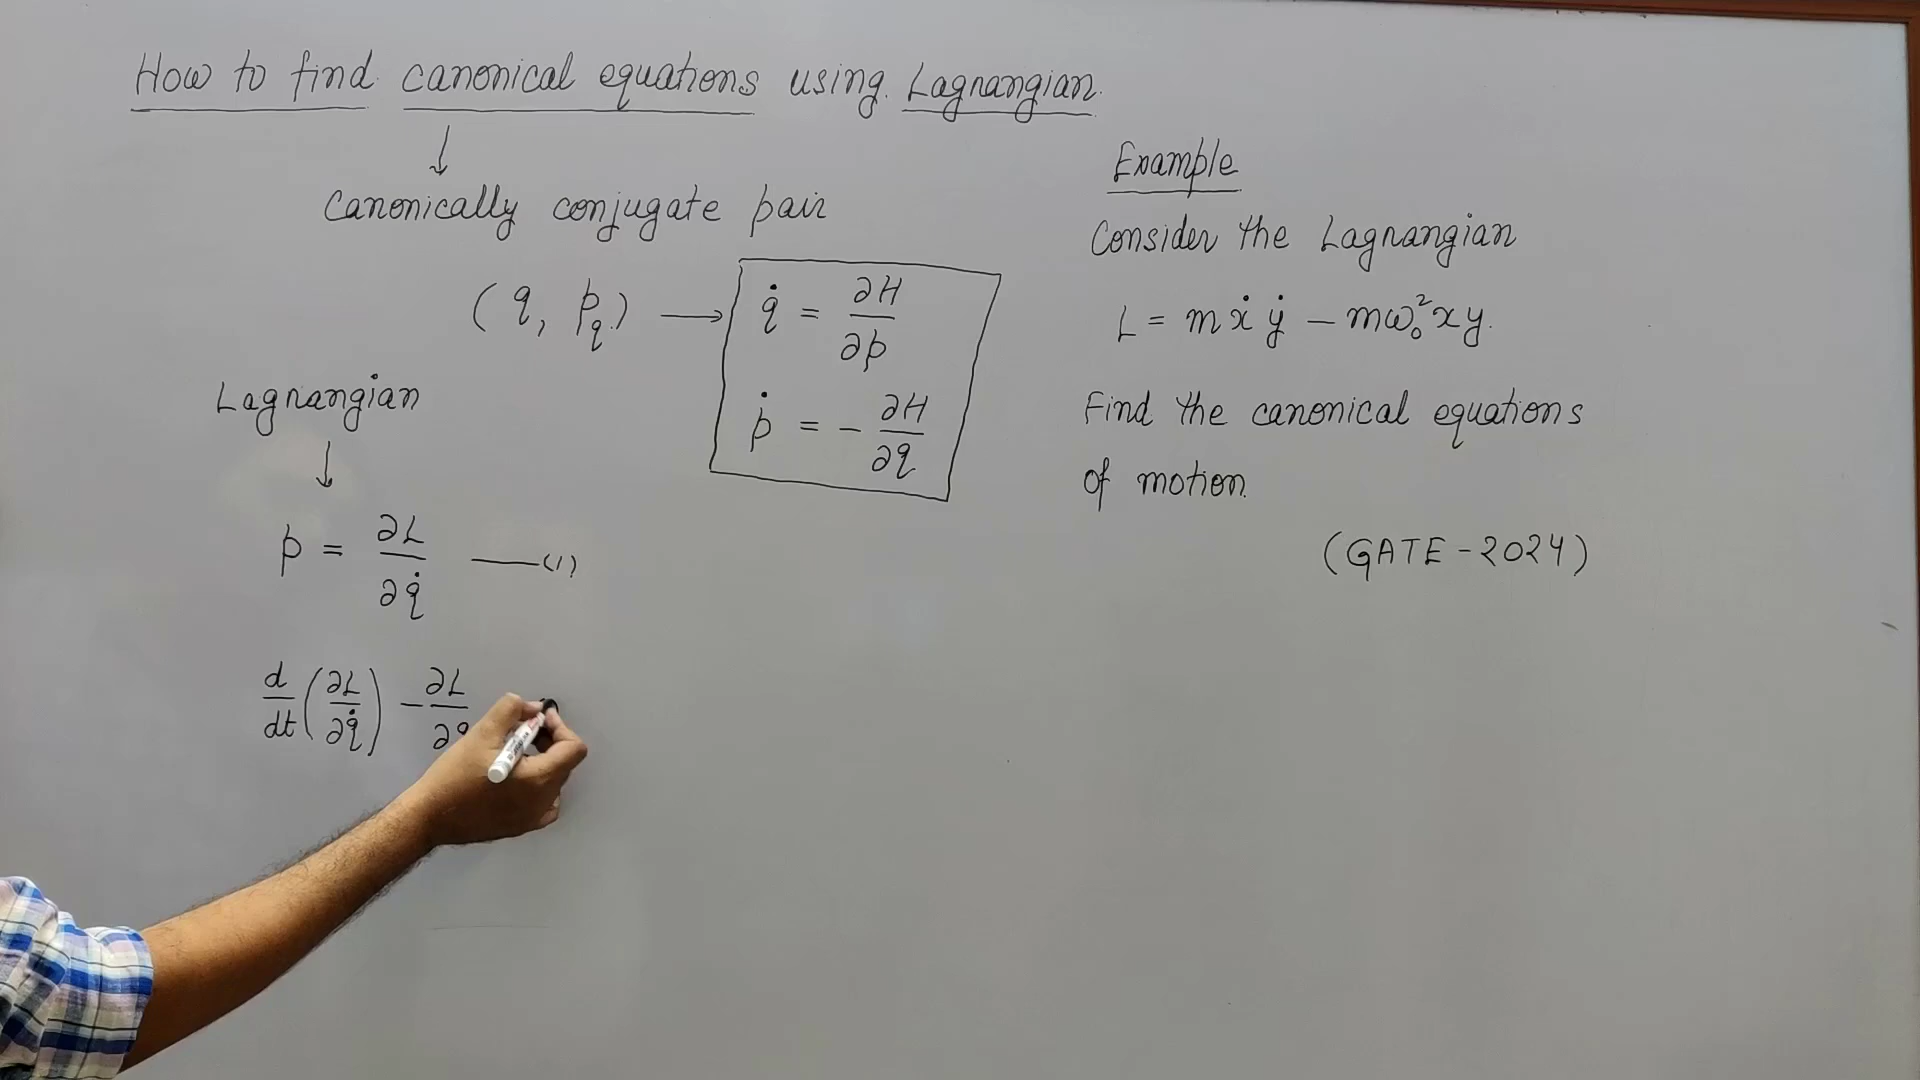 How to find canonical equations using Lagrangian.
↓
Canonically conjugate pair
(q, p_q) → q̇ = ∂H/∂p
ṗ = - ∂H/∂q
Lagrangian
↓
p = ∂L/∂q̇ —(1)
d/dt (∂L/∂q̇) - ∂L/∂q
Example
Consider the Lagrangian
L = m ẋ ẏ - mω₀² x y.
Find the canonical equations
of motion.
(GATE - 2024)